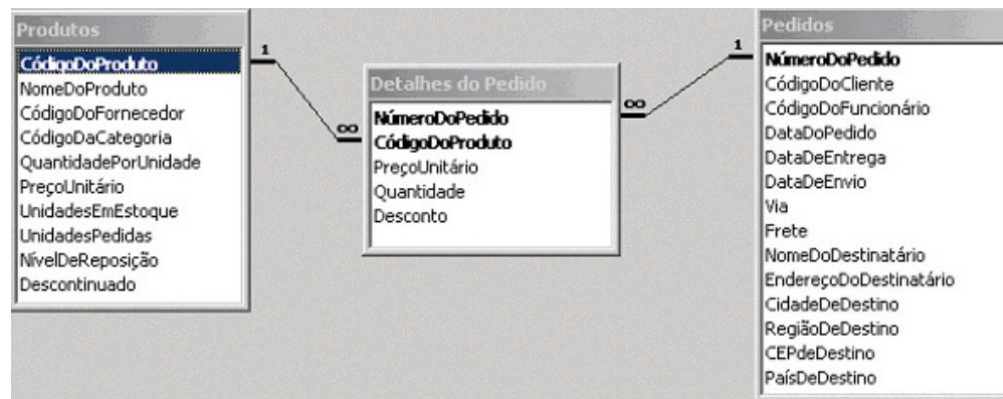 Produtos
CódigoDoProduto
NomeDoProduto
CódigoDoFornecedor
CódigoDaCategoria
QuantidadePorUnidade
PreçoUnitário
UnidadesEmEstoque
UnidadesPedidas
NívelDeReposição
Descontinuado
1
∞
Detalhes do Pedido
NúmeroDoPedido
CódigoDoProduto
PreçoUnitário
Quantidade
Desconto
∞
1
Pedidos
NúmeroDoPedido
CódigoDoCliente
CódigoDoFuncionário
DataDoPedido
DataDeEntrega
DataDeEnvio
Via
Frete
NomeDoDestinatário
EndereçoDoDestinatário
CidadeDeDestino
RegiãoDeDestino
CEPdeDestino
PaísDeDestino